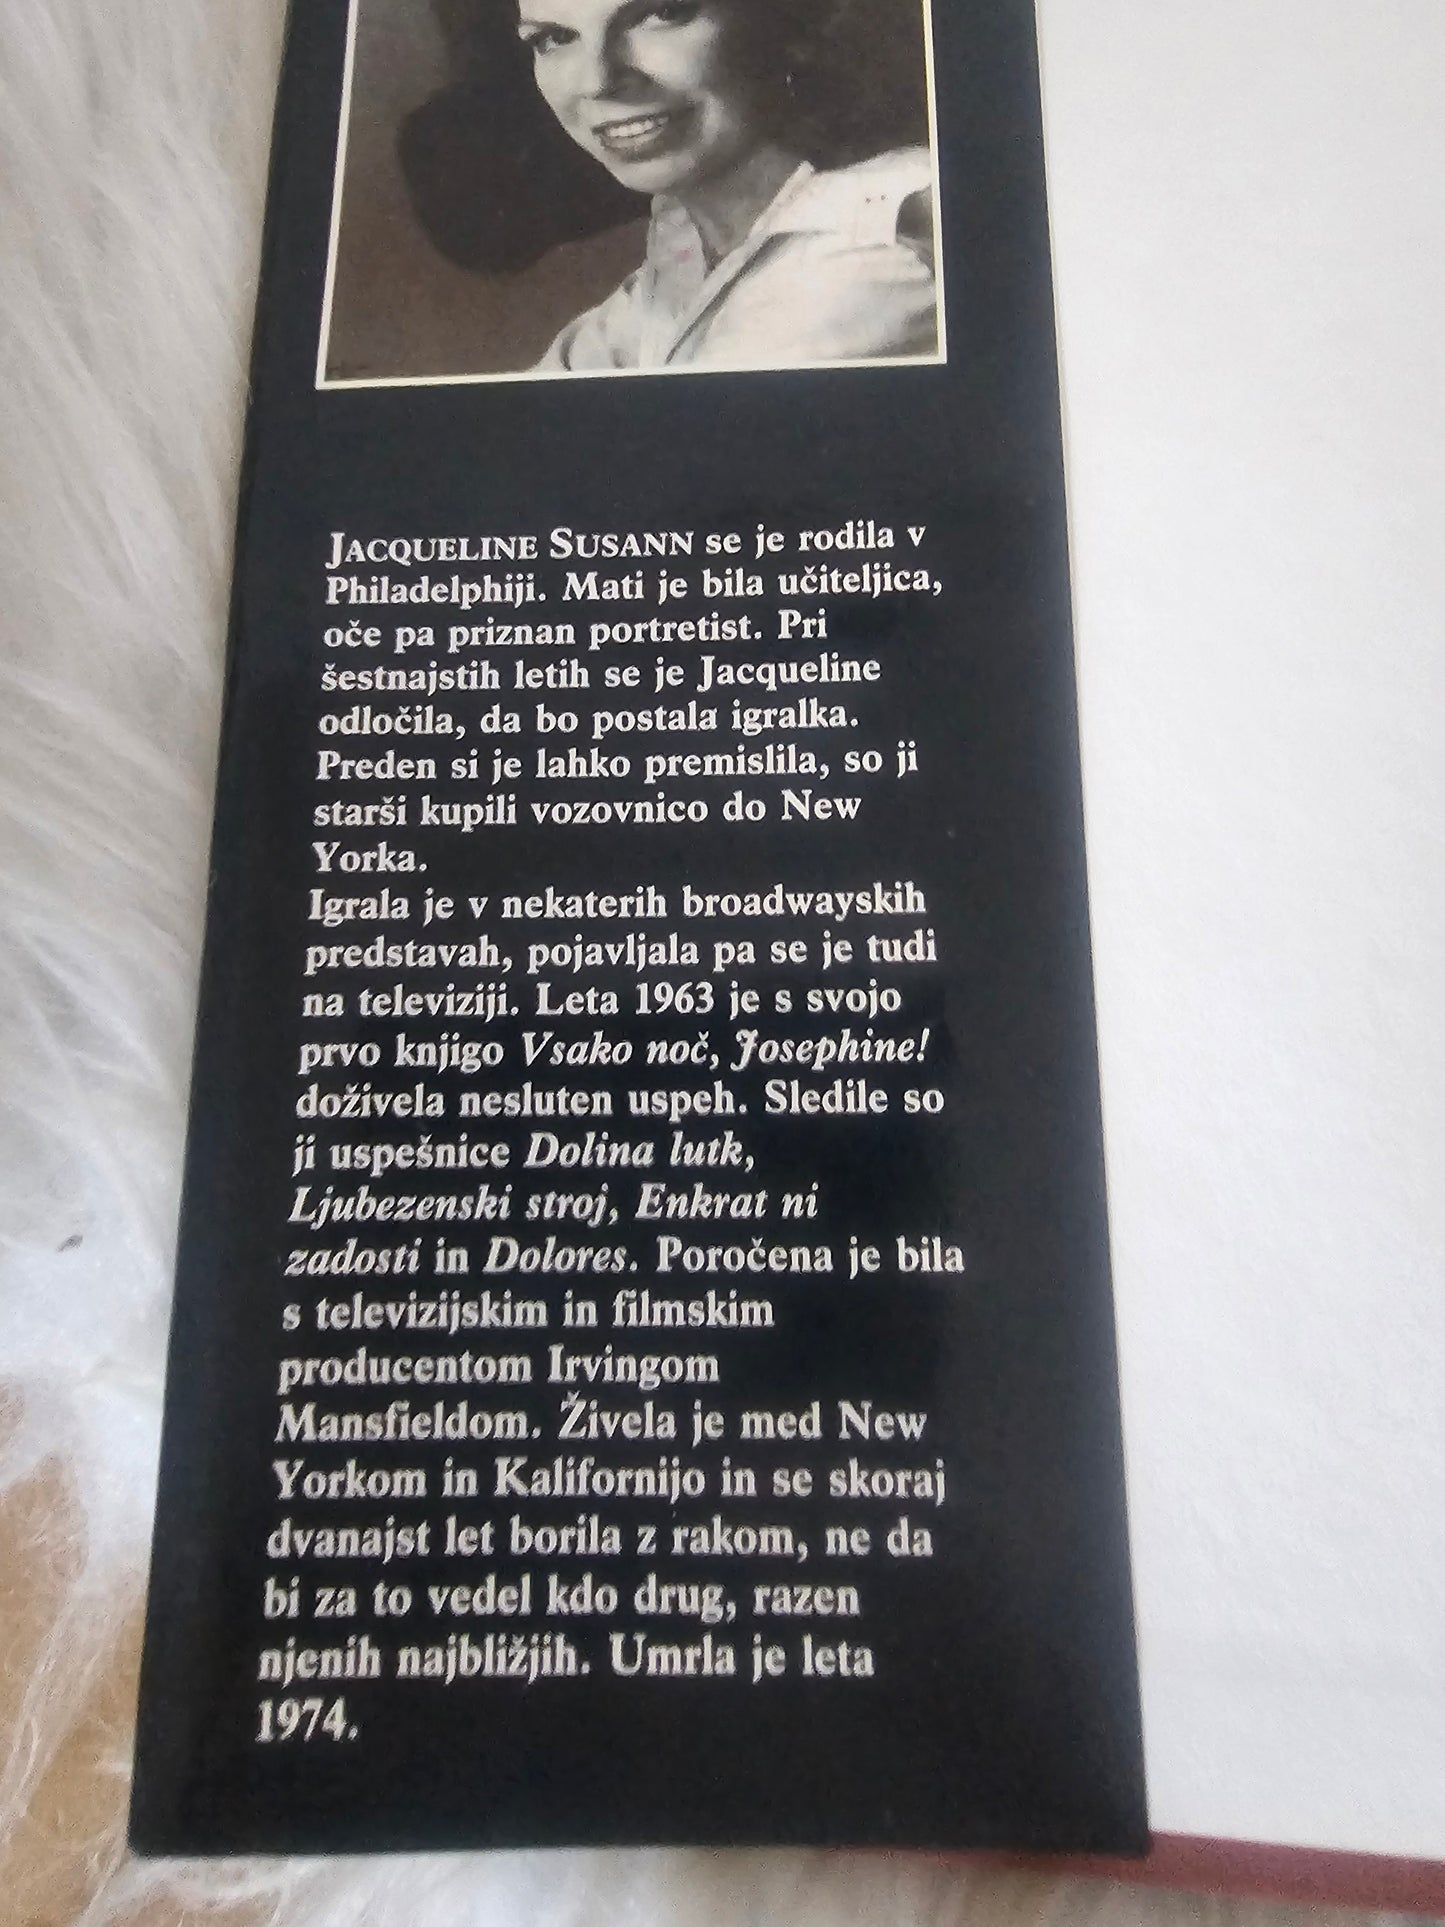 JACQUELINE SUSANN se je rodila v
Philadelphiji. Mati je bila učiteljica,
oče pa priznan portretist. Pri
šestnajstih letih se je Jacqueline
odločila, da bo postala igralka.
Preden si je lahko premislila, so ji
starši kupili vozovnico do New
Yorka.
Igrala je v nekaterih broadwayskih
predstavah, pojavljala pa se je tudi
na televiziji. Leta 1963 je s svojo
prvo knjigo Vsako noč, Josephine!
doživela nesluten uspeh. Sledile so
ji uspešnice Dolina lutk,
Ljubezenski stroj, Enkrat ni
zadosti in Dolores. Poročena je bila
s televizijskim in filmskim
producentom Irvingom
Mansfieldom. Živela je med New
Yorkom in Kalifornijo in se skoraj
dvanajst let borila z rakom, ne da
bi za to vedel kdo drug, razen
njenih najbližjih. Umrla je leta
1974.